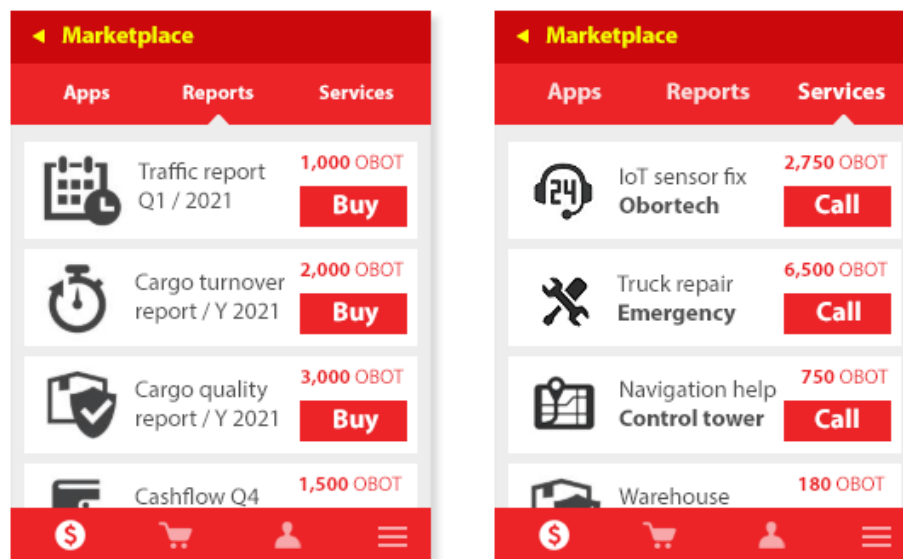 ◄ Marketplace
Apps Reports Services
Traffic report
Q1 / 2021
1,000 OBOT
Buy
Cargo turnover
report / Y 2021
2,000 OBOT
Buy
Cargo quality
report / Y 2021
3,000 OBOT
Buy
Cashflow Q4
1,500 OBOT
$
◄ Marketplace
Apps Reports Services
24
IoT sensor fix
Obortech
2,750 OBOT
Call
Truck repair
Emergency
6,500 OBOT
Call
Navigation help
Control tower
750 OBOT
Call
Warehouse
180 OBOT
$